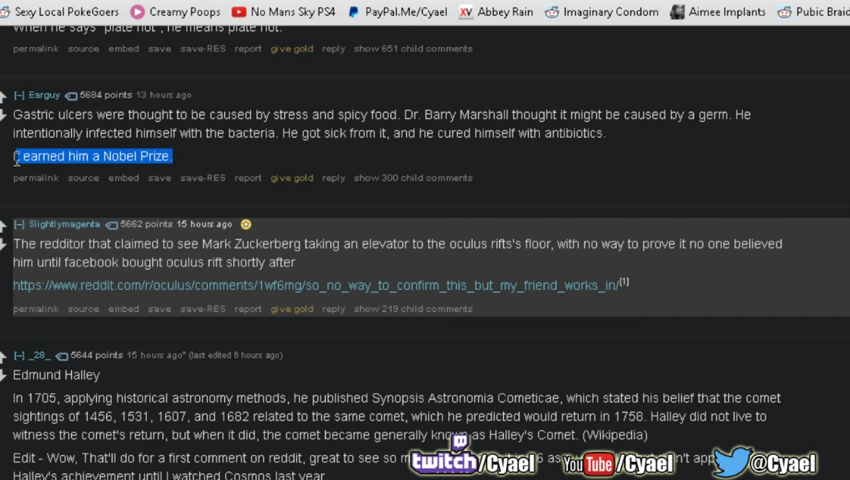 Sexy Local PokeGoers Creamy Poops No Mans Sky PS4 PayPal.Me/Cyael Abbey Rain Imaginary Condom Aimee Implants Pubic Braid
When he says "plate hot", he means plate hot.
permalink source embed save save-RES report give gold reply show 651 child comments
[–] Earguy 5684 points 13 hours ago
Gastric ulcers were thought to be caused by stress and spicy food. Dr. Barry Marshall thought it might be caused by a germ. He
intentionally infected himself with the bacteria. He got sick from it, and he cured himself with antibiotics.
earned him a Nobel Prize.
permalink source embed save save-RES report give gold reply show 300 child comments
[–] Slightlymagenta 5662 points 15 hours ago
The redditor that claimed to see Mark Zuckerberg taking an elevator to the oculus rifts's floor, with no way to prove it no one believed
him until facebook bought oculus rift shortly after
https://www.reddit.com/r/oculus/comments/1wf6mg/so_no_way_to_confirm_this_but_my_friend_works_in/[1]
permalink source embed save save-RES report give gold reply show 219 child comments
[–] _28_ 5644 points 15 hours ago* (last edited 6 hours ago)
Edmund Halley
In 1705, applying historical astronomy methods, he published Synopsis Astronomia Cometicae, which stated his belief that the comet
sightings of 1456, 1531, 1607, and 1682 related to the same comet, which he predicted would return in 1758. Halley did not live to
witness the comet's return, but when it did, the comet became generally known as Halley's Comet. (Wikipedia)
Edit - Wow, That'll do for a first comment on reddit, great to see so
Halley's achievement until I watched Cosmos last year
twitch/Cyael YouTube/Cyael @Cyael